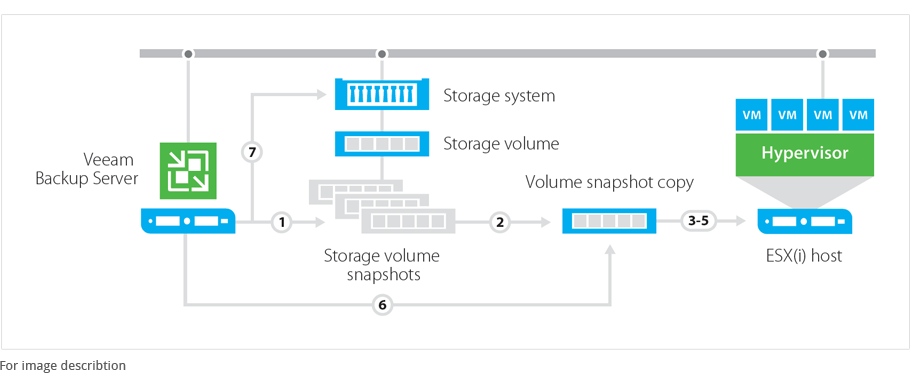 Storage system
VM VM VM VM
Hypervisor
Storage volume
7
Veeam
Backup Server
Volume snapshot copy
1
2
3-5
Storage volume
snapshots
ESX(i) host
6
For image describtion